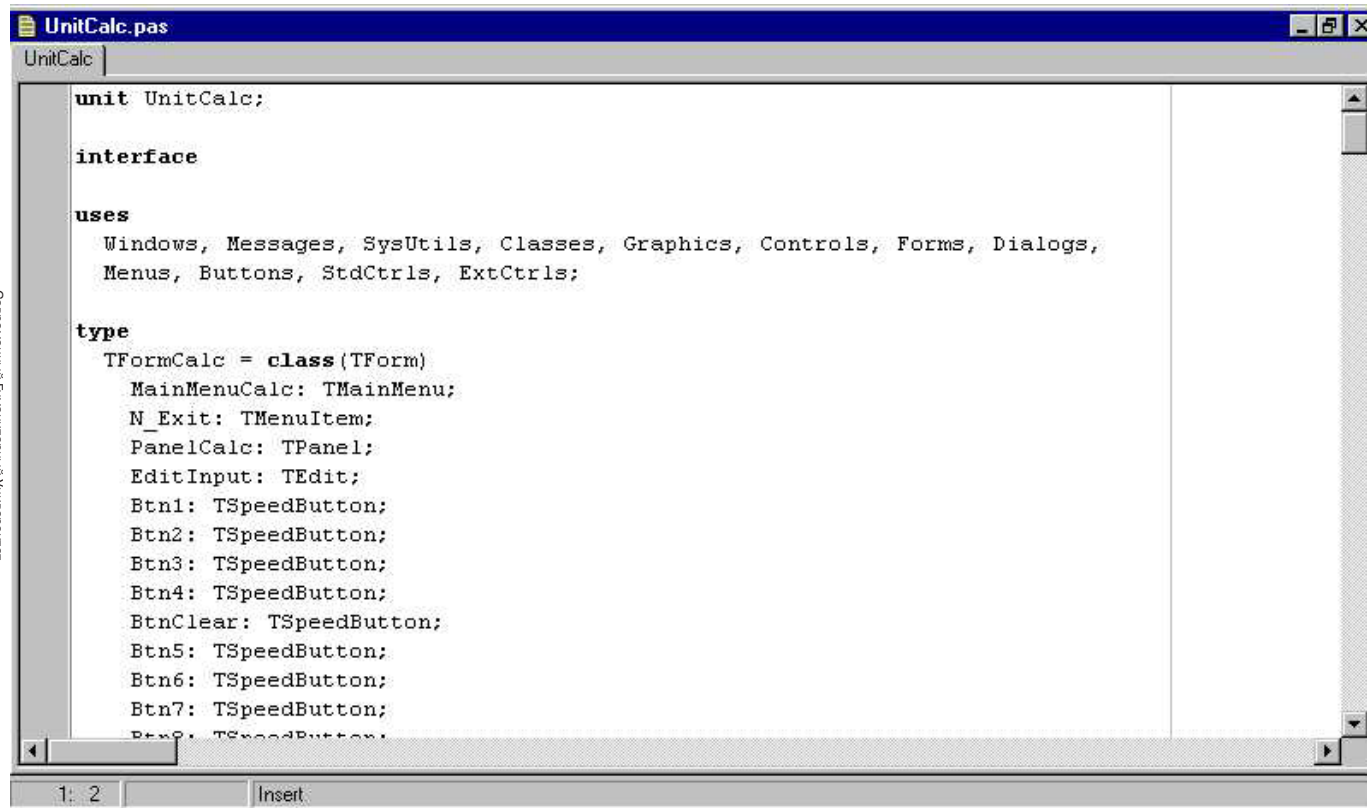 UnitCalc.pas
UnitCalc
unit UnitCalc;
interface
uses
Windows, Messages, SysUtils, Classes, Graphics, Controls, Forms, Dialogs,
Menus, Buttons, StdCtrls, ExtCtrls;
type
TFormCalc = class(TForm)
MainMenuCalc: TMainMenu;
N_Exit: TMenuItem;
PanelCalc: TPanel;
EditInput: TEdit;
Btn1: TSpeedButton;
Btn2: TSpeedButton;
Btn3: TSpeedButton;
Btn4: TSpeedButton;
BtnClear: TSpeedButton;
Btn5: TSpeedButton;
Btn6: TSpeedButton;
Btn7: TSpeedButton;
Btn8: TSpeedButton;
1: 2
Insert